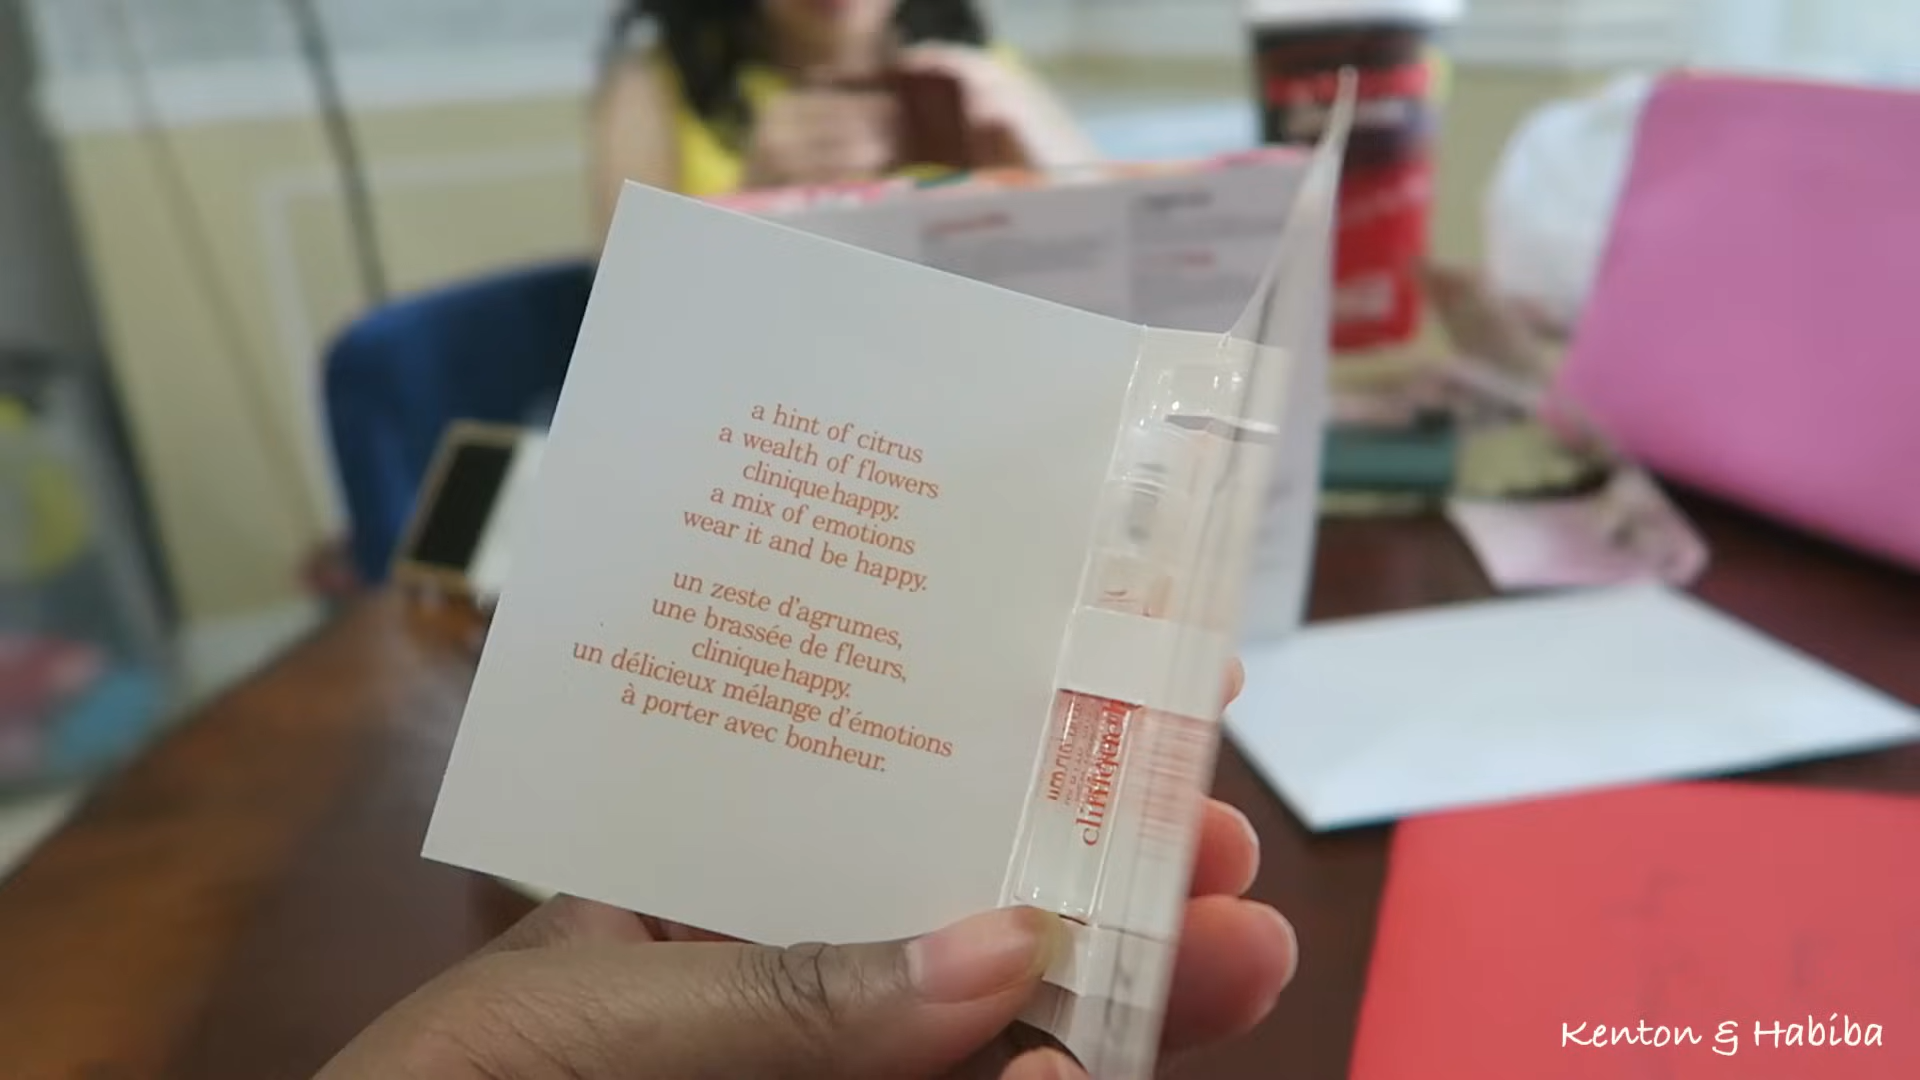 a hint of citrus
a wealth of flowers
clinique happy.
a mix of emotions
wear it and be happy.
un zeste d'agrumes,
une brassée de fleurs,
clinique happy.
un délicieux mélange d'émotions
à porter avec bonheur.
clinique
Kenton & Habiba